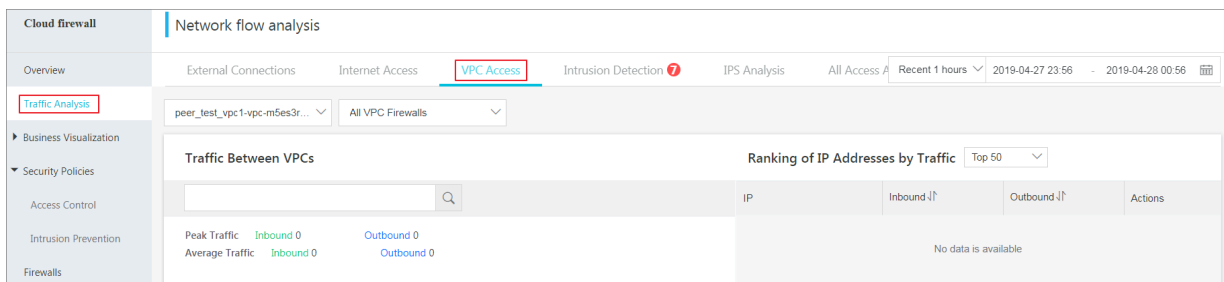 Cloud firewall
Network flow analysis
Overview
External Connections Internet Access VPC Access Intrusion Detection 7 IPS Analysis All Access A Recent 1 hours 2019-04-27 23:56 - 2019-04-28 00:56
Traffic Analysis
peer_test_vpc1-vpc-m5es3r... All VPC Firewalls
Business Visualization
Traffic Between VPCs Ranking of IP Addresses by Traffic Top 50
Security Policies
Access Control
IP Inbound Outbound Actions
Intrusion Prevention
Peak Traffic Inbound 0 Outbound 0
Average Traffic Inbound 0 Outbound 0
No data is available
Firewalls